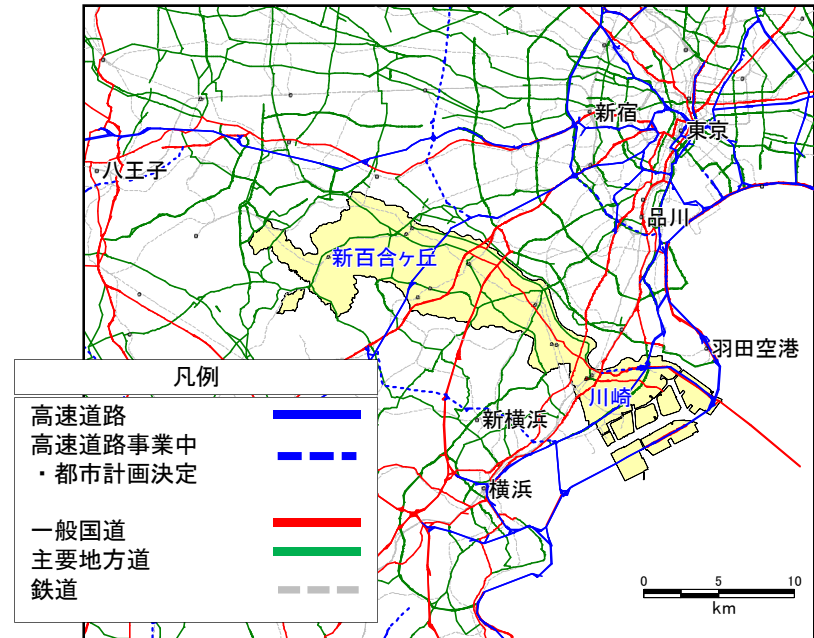 新宿
東京
八王子
品川
新百合ヶ丘
羽田空港
川崎
新横浜
横浜
凡例
高速道路
高速道路事業中
・都市計画決定
一般国道
主要地方道
鉄道
0 5 10
km